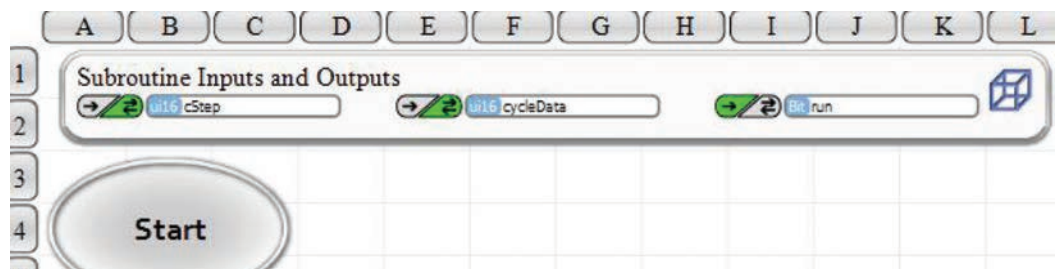 A B C D E F G H I J K L
1 Subroutine Inputs and Outputs
ui16 cStep ui16 cycleData Bit run
2
3
4 Start